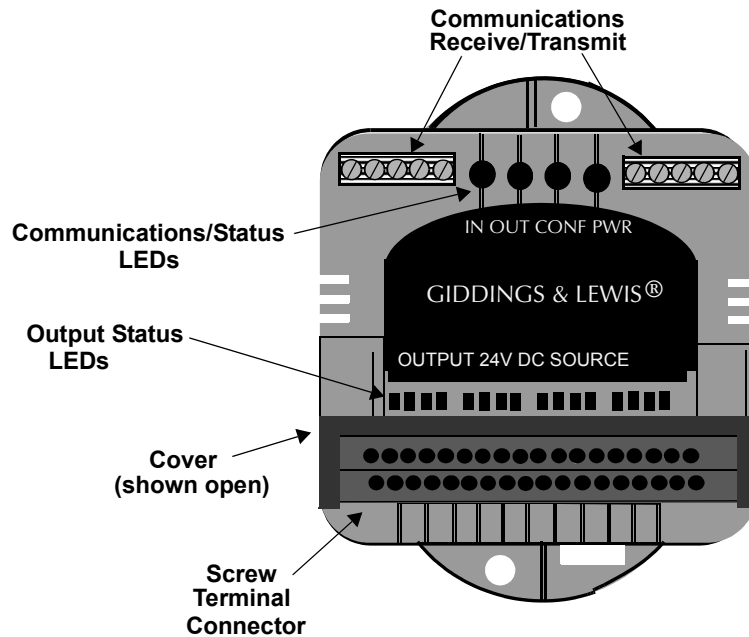 Communications
Receive/Transmit
IN OUT CONF PWR
Communications/Status
LEDs
GIDDINGS & LEWIS®
Output Status
LEDs
OUTPUT 24V DC SOURCE
Cover
(shown open)
Screw
Terminal
Connector